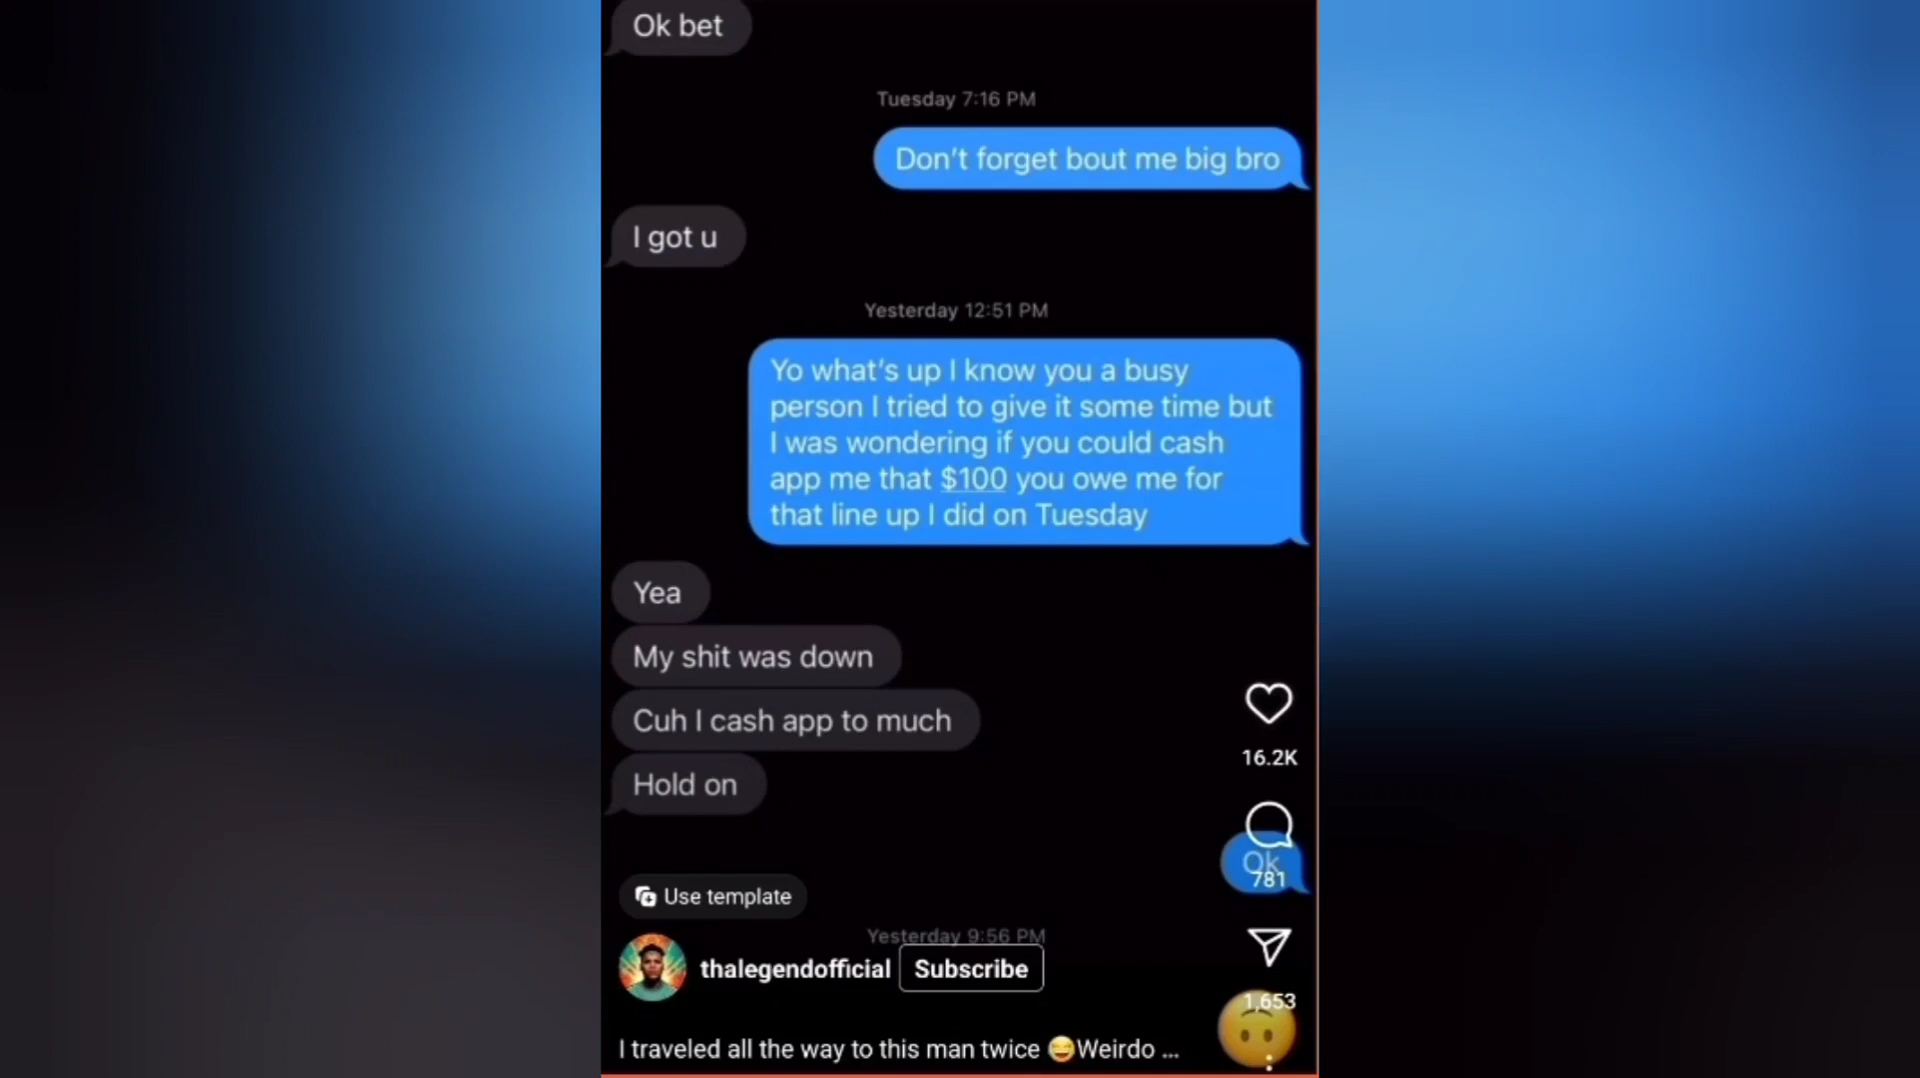 Ok bet
Tuesday 7:16 PM
Don't forget bout me big bro
I got u
Yesterday 12:51 PM
Yo what's up I know you a busy
person I tried to give it some time but
I was wondering if you could cash
app me that $100 you owe me for
that line up I did on Tuesday
Yea
My shit was down
Cuh I cash app to much
Hold on
16.2K
Ok
781
Use template
Yesterday 9:56 PM
thalegendofficial Subscribe
1,653
I traveled all the way to this man twice 😂Weirdo ...